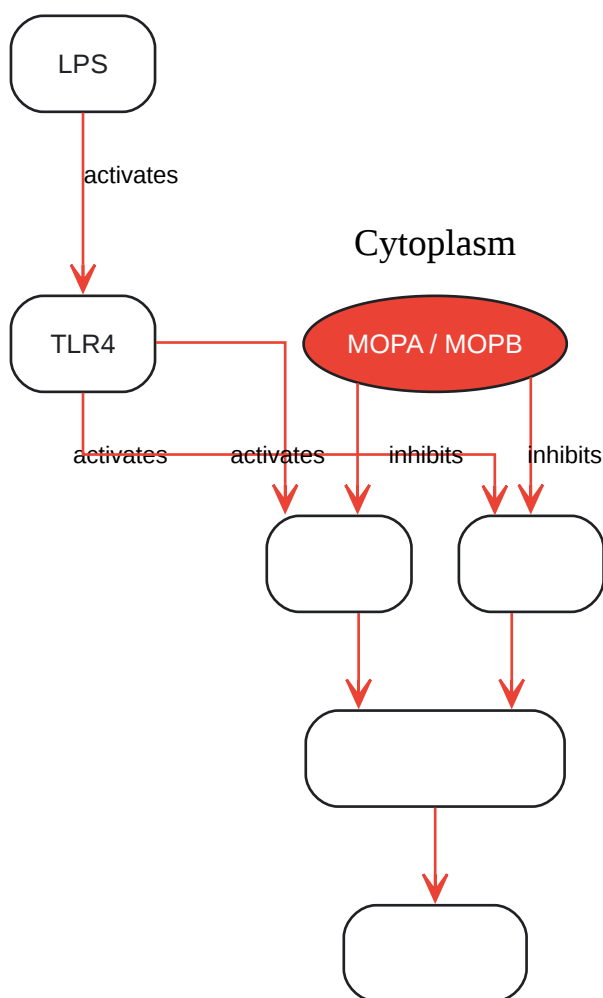 LPS
activates
Cytoplasm
TLR4
MOPA / MOPB
activates
activates
inhibits
inhibits